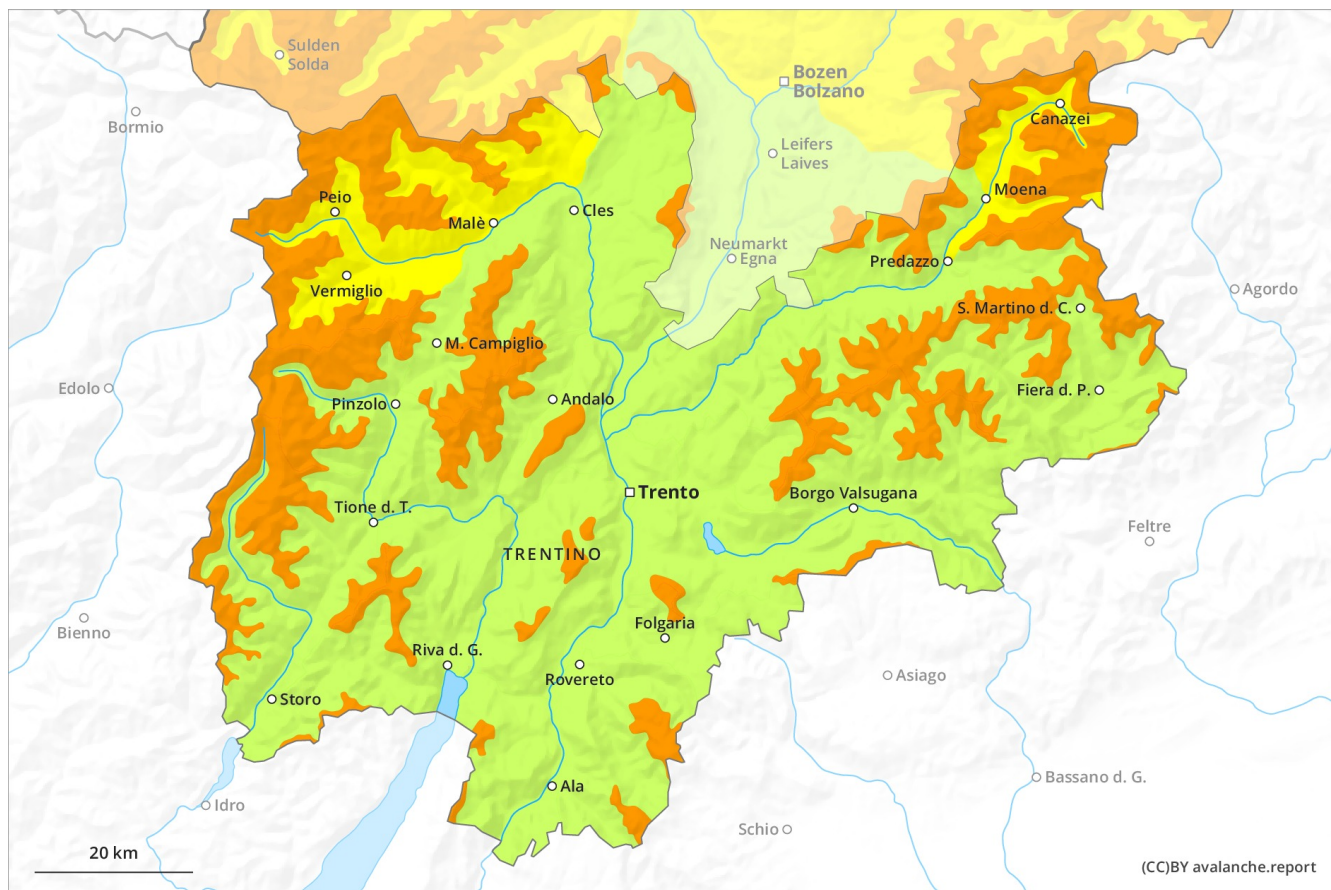 Sulden
Solda
Bozen
Bolzano
Bormio
Canazei
Leifers
Laives
Peio
Moena
Malè
Cles
Neumarkt
Egna
Predazzo
Vermiglio
Agordo
S. Martino d. C.
M. Campiglio
Edolo
Pinzolo
Andalo
Fiera d. P.
Trento
Borgo Valsugana
Tione d. T.
Feltre
TRENTINO
Bienno
Folgaria
Riva d. G.
Rovereto
Asiago
Storo
Bassano d. G.
Ala
Idro
Schio
20 km
(CC)BY avalanche.report